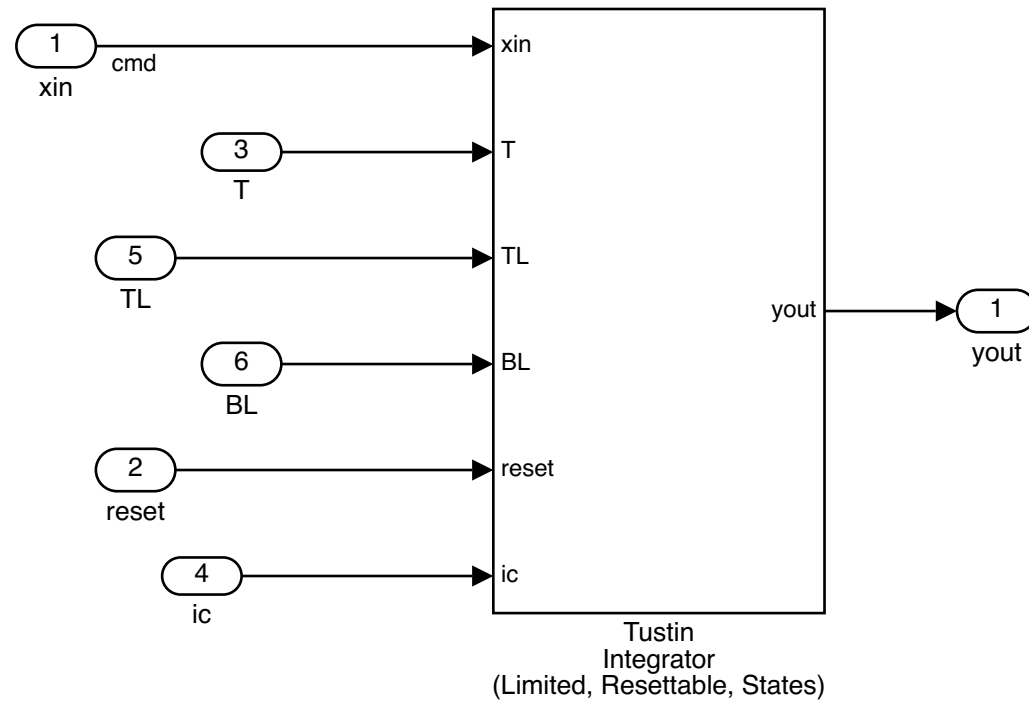 1
xin
cmd
xin
3
T
T
5
TL
TL
yout
1
yout
6
BL
BL
2
reset
reset
4
ic
ic
Tustin
Integrator
(Limited, Resettable, States)